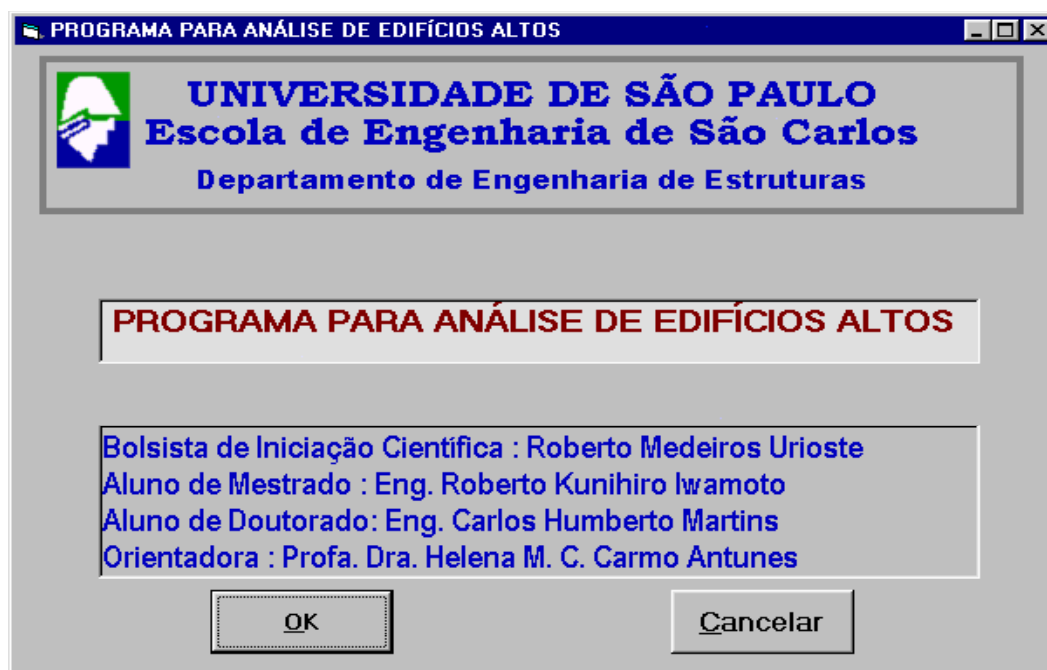 PROGRAMA PARA ANÁLISE DE EDIFÍCIOS ALTOS
UNIVERSIDADE DE SÃO PAULO
Escola de Engenharia de São Carlos
Departamento de Engenharia de Estruturas
PROGRAMA PARA ANÁLISE DE EDIFÍCIOS ALTOS
Bolsista de Iniciação Científica : Roberto Medeiros Urioste
Aluno de Mestrado : Eng. Roberto Kunihiro Iwamoto
Aluno de Doutorado: Eng. Carlos Humberto Martins
Orientadora : Profa. Dra. Helena M. C. Carmo Antunes
OK
Cancelar